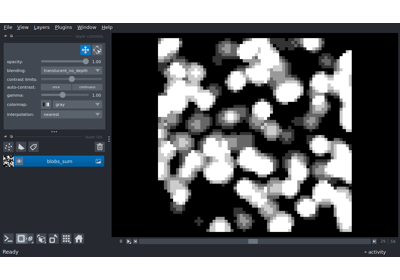 File View Layers Plugins Window Help
opacity: 1.00
blending: translucent_no_depth
contrast limits:
auto-contrast: once continuous
gamma: 1.00
colormap: gray
interpolation: nearest
blobs_sum
Ready
activity